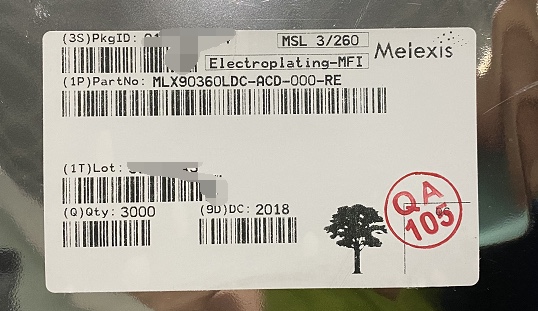 (3S)PkgID:
MSL 3/260
Melexis
Electroplating-MFI
(1P)PartNo: MLX90360LDC-ACD-000-RE
(1T)Lot:
(Q)Qty: 3000
(9D)DC: 2018
QA
105